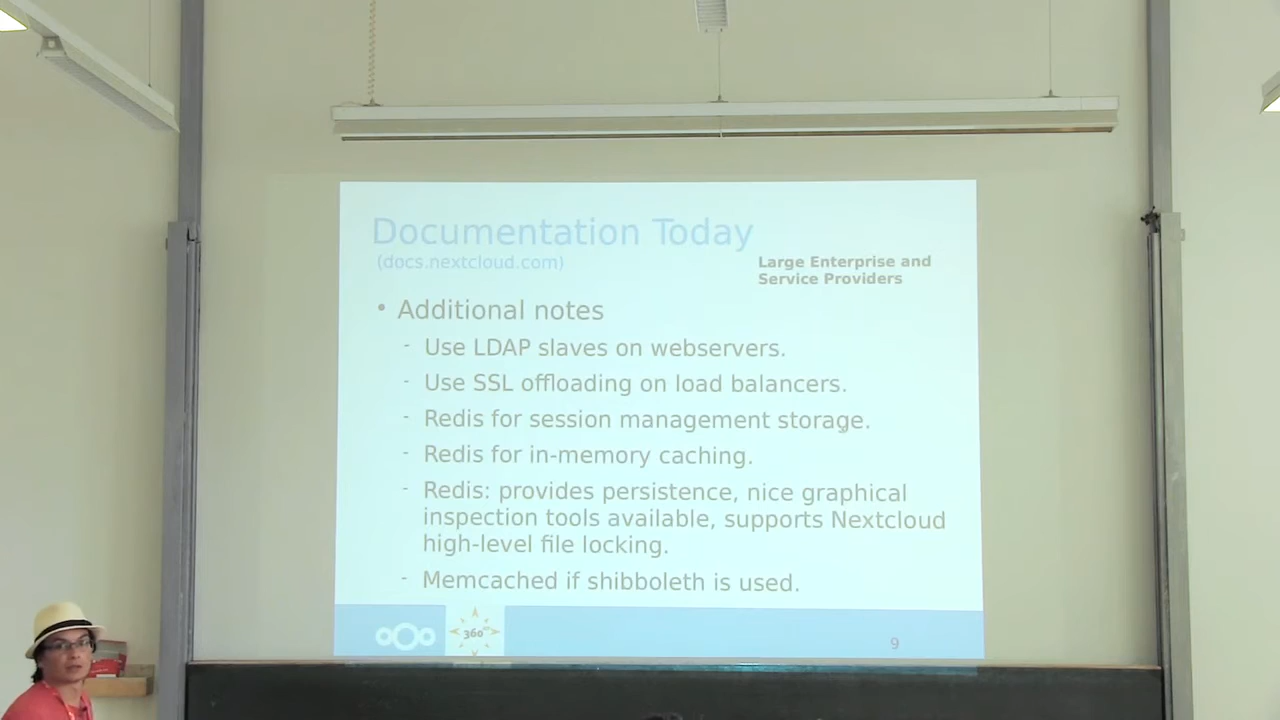 Documentation Today
(docs.nextcloud.com)
Large Enterprise and
Service Providers
• Additional notes
- Use LDAP slaves on webservers.
- Use SSL offloading on load balancers.
- Redis for session management storage.
- Redis for in-memory caching.
- Redis: provides persistence, nice graphical
inspection tools available, supports Nextcloud
high-level file locking.
- Memcached if shibboleth is used.
360
9